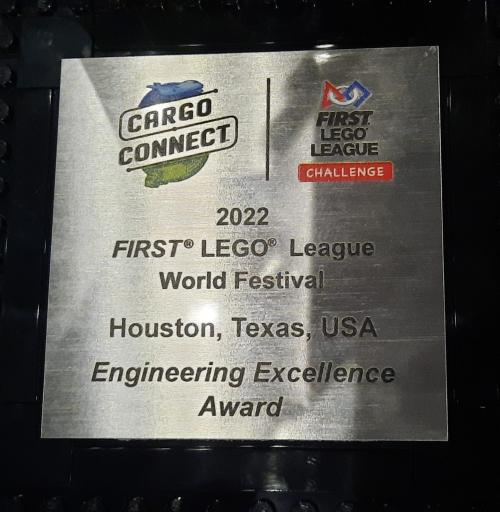 CARGO
CONNECT
FIRST
LEGO®
LEAGUE
CHALLENGE
2022
FIRST® LEGO® League
World Festival
Houston, Texas, USA
Engineering Excellence
Award